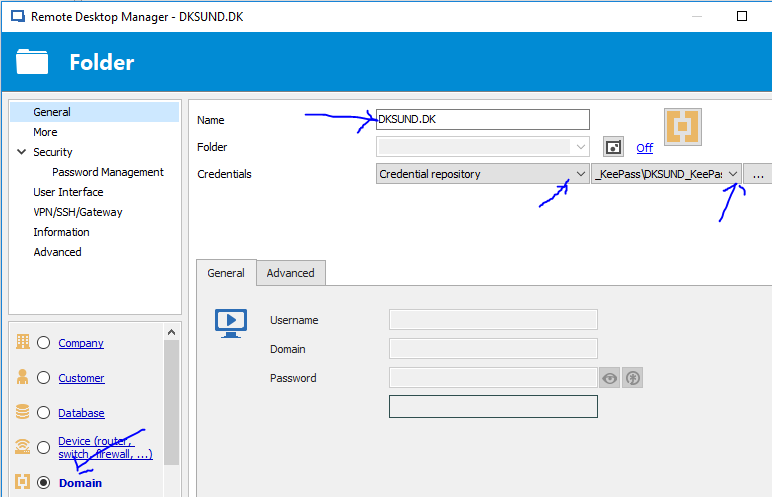 Remote Desktop Manager - DKSUND.DK
Folder
General
More
Security
Password Management
User Interface
VPN/SSH/Gateway
Information
Advanced
Name
DKSUND.DK
Folder
Off
Credentials
Credential repository
_KeePass\DKSUND_KeePas
...
General
Advanced
Username
Domain
Password
Company
Customer
Database
Device (router,
switch, firewall, ...)
Domain